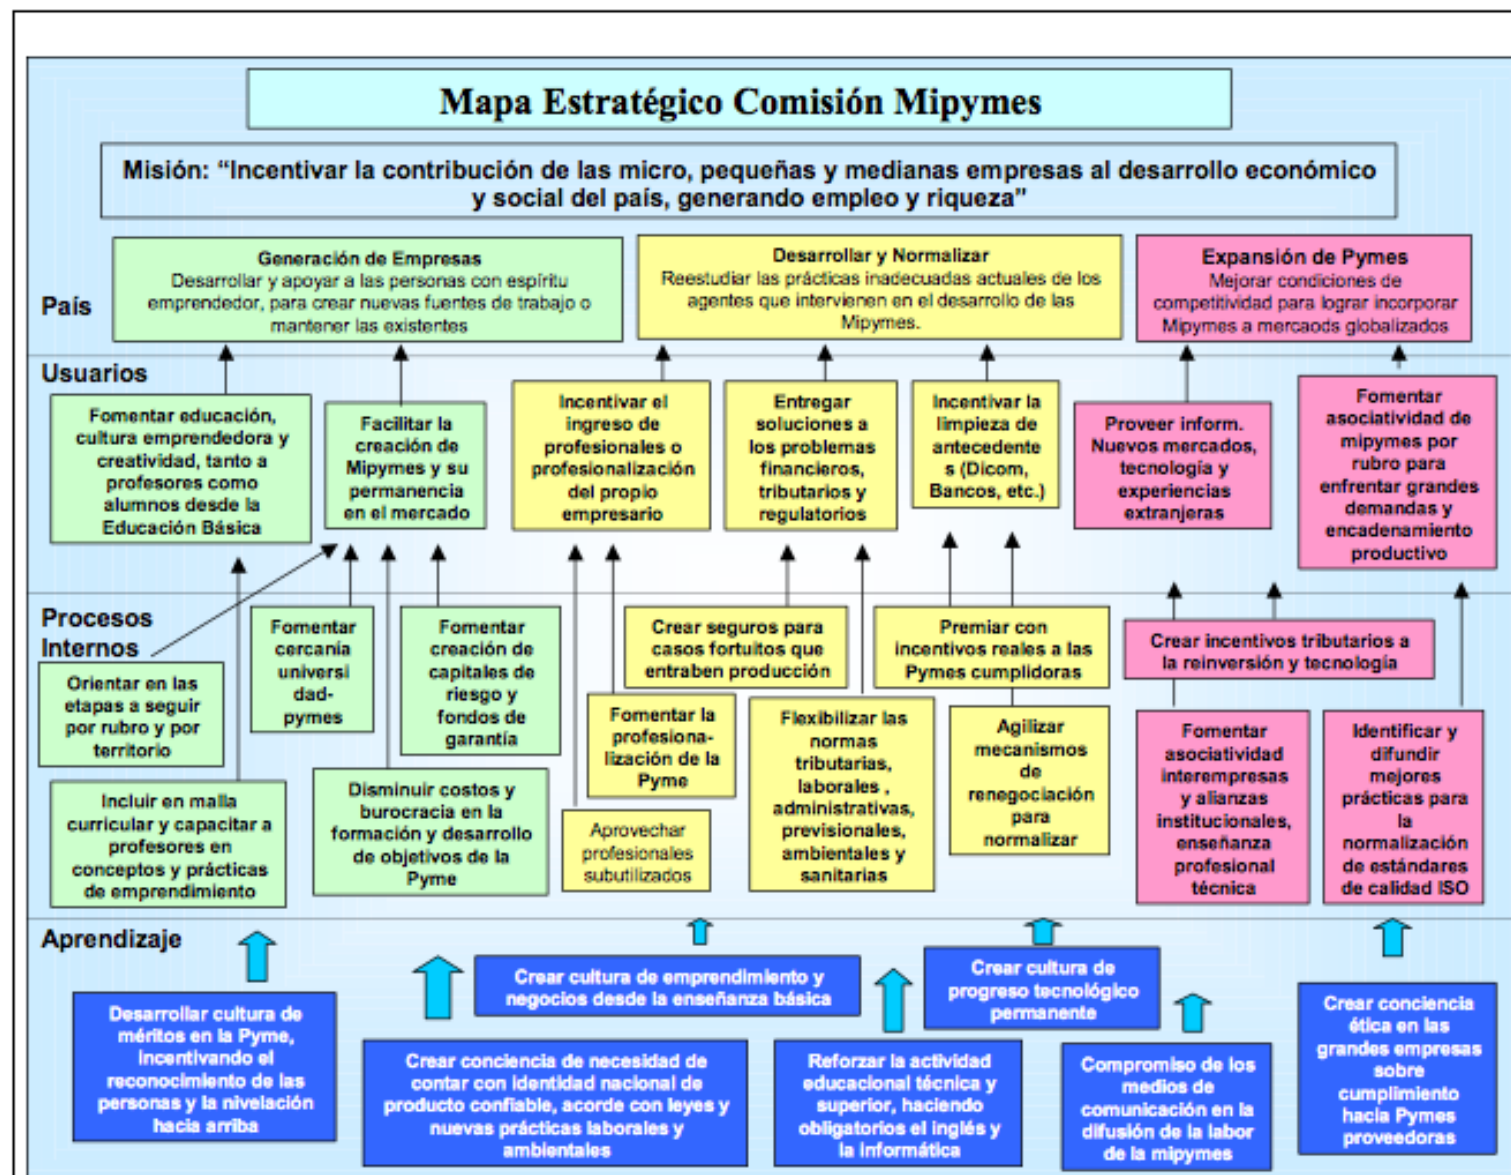 Mapa Estratégico Comisión Mipymes
Misión: “Incentivar la contribución de las micro, pequeñas y medianas empresas al desarrollo económico
y social del país, generando empleo y riqueza”
País
Generación de Empresas
Desarrollar y apoyar a las personas con espíritu
emprendedor, para crear nuevas fuentes de trabajo o
mantener las existentes
Desarrollar y Normalizar
Reestudiar las prácticas inadecuadas actuales de los
agentes que intervienen en el desarrollo de las
Mipymes.
Expansión de Pymes
Mejorar condiciones de
competitividad para lograr incorporar
Mipymes a mercaods globalizados
Usuarios
Fomentar educación,
cultura emprendedora y
creatividad, tanto a
profesores como
alumnos desde la
Educación Básica
Facilitar la
creación de
Mipymes y su
permanencia
en el mercado
Incentivar el
ingreso de
profesionales o
profesionalización
del propio
empresario
Entregar
soluciones a
los problemas
financieros,
tributarios y
regulatorios
Incentivar la
limpieza de
antecedente
s (Dicom,
Bancos, etc.)
Proveer inform.
Nuevos mercados,
tecnología y
experiencias
extranjeras
Fomentar
asociatividad de
mipymes por
rubro para
enfrentar grandes
demandas y
encadenamiento
productivo
Procesos
Internos
Orientar en las
etapas a seguir
por rubro y por
territorio
Fomentar
cercanía
universi
dad-
pymes
Fomentar
creación de
capitales de
riesgo y
fondos de
garantía
Crear seguros para
casos fortuitos que
entraben producción
Premiar con
incentivos reales a las
Pymes cumplidoras
Crear incentivos tributarios a
la reinversión y tecnología
Incluir en malla
curricular y capacitar a
profesores en
conceptos y prácticas
de emprendimiento
Disminuir costos y
burocracia en la
formación y desarrollo
de objetivos de la
Pyme
Fomentar la
profesiona-
lización de la
Pyme
Aprovechar
profesionales
subutilizados
Flexibilizar las
normas
tributarias,
laborales ,
administrativas,
previsionales,
ambientales y
sanitarias
Agilizar
mecanismos
de
renegociación
para
normalizar
Fomentar
asociatividad
interempresas
y alianzas
institucionales,
enseñanza
profesional
técnica
Identificar y
difundir
mejores
prácticas para
la
normalización
de estándares
de calidad ISO
Aprendizaje
Desarrollar cultura de
méritos en la Pyme,
incentivando el
reconocimiento de las
personas y la nivelación
hacia arriba
Crear conciencia de necesidad de
contar con identidad nacional de
producto confiable, acorde con leyes y
nuevas prácticas laborales y
ambientales
Crear cultura de emprendimiento y
negocios desde la enseñanza básica
Reforzar la actividad
educacional técnica y
superior, haciendo
obligatorios el inglés y
la informática
Crear cultura de
progreso tecnológico
permanente
Compromiso de los
medios de
comunicación en la
difusión de la labor
de la mipymes
Crear conciencia
ética en las
grandes empresas
sobre
cumplimiento
hacia Pymes
proveedoras